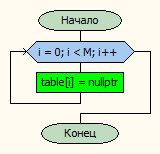 Начало
i = 0; i < M; i++
table[i] = nullptr
Конец